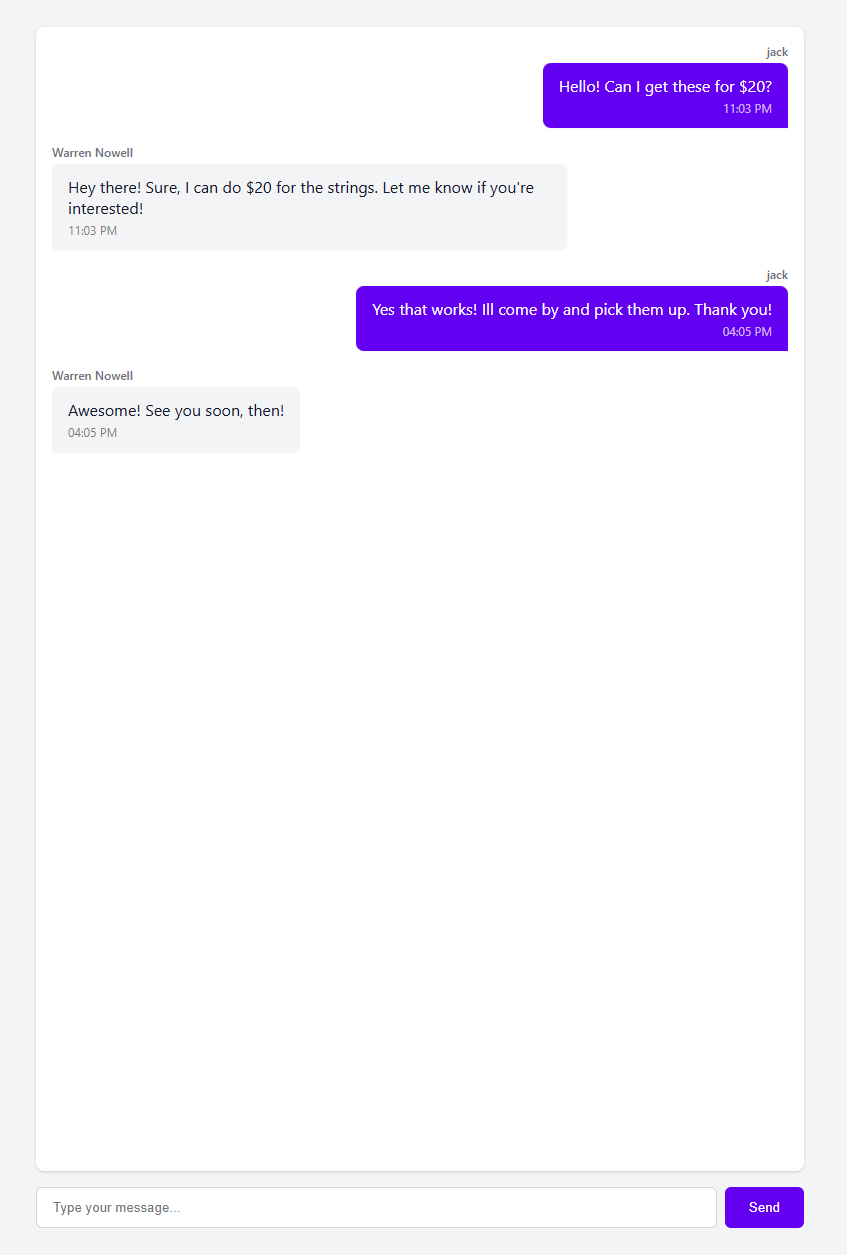 jack
Hello! Can I get these for $20?
11:03 PM
Warren Nowell
Hey there! Sure, I can do $20 for the strings. Let me know if you're
interested!
11:03 PM
jack
Yes that works! Ill come by and pick them up. Thank you!
04:05 PM
Warren Nowell
Awesome! See you soon, then!
04:05 PM
Type your message...
Send